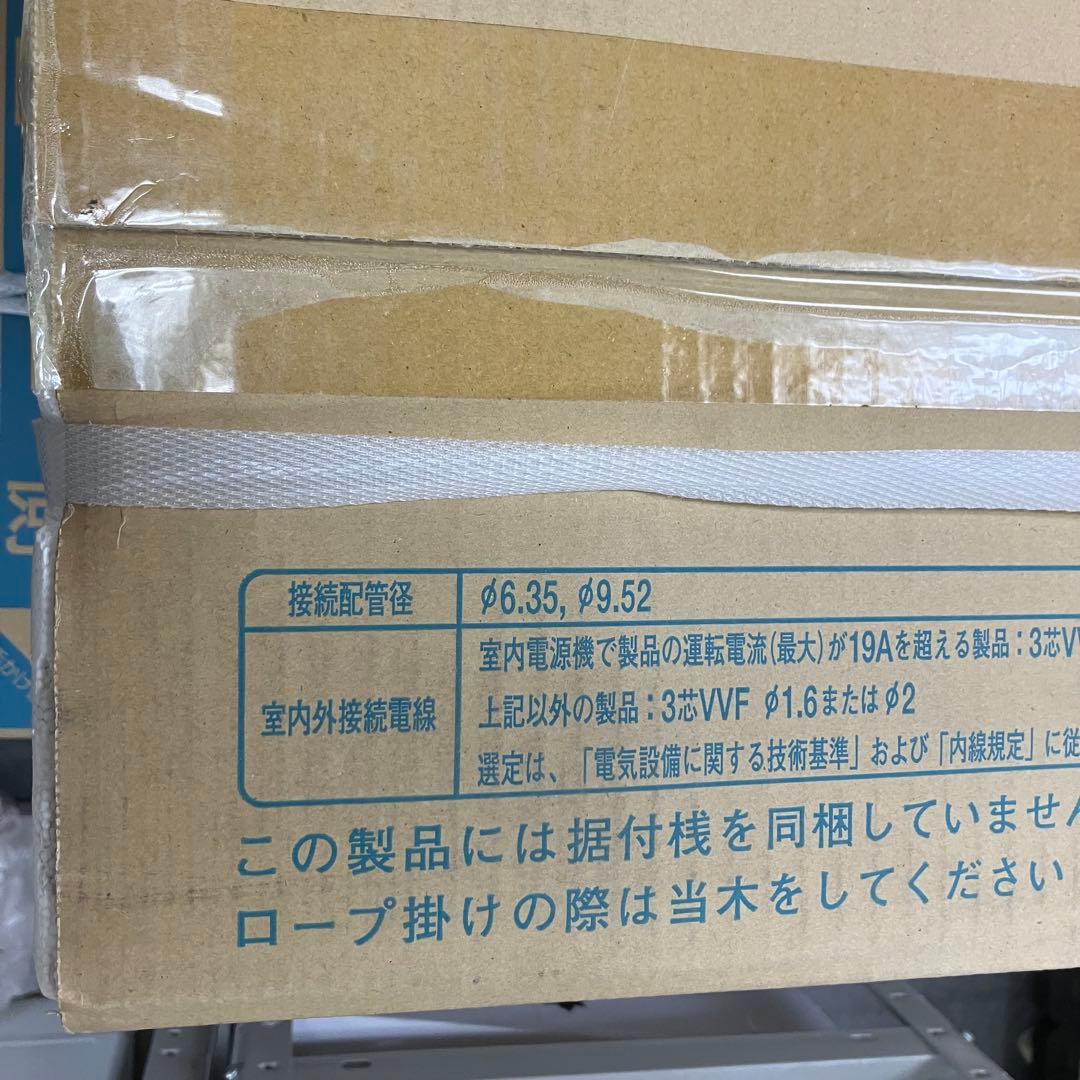 接続配管径 φ6.35, φ9.52
室内電源機で製品の運転電流(最大)が19Aを超える製品:3芯V
室内外接続電線 上記以外の製品:3芯VVF φ1.6またはφ2
選定は、「電気設備に関する技術基準」および「内線規定」に従
この製品には据付桟を同梱していません
ロープ掛けの際は当木をしてください